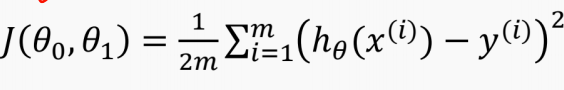 J(θ₀, θ₁) = 1/2m ∑ᵢ₌₁ᵐ (h_θ(x⁽ⁱ⁾) − y⁽ⁱ⁾)²